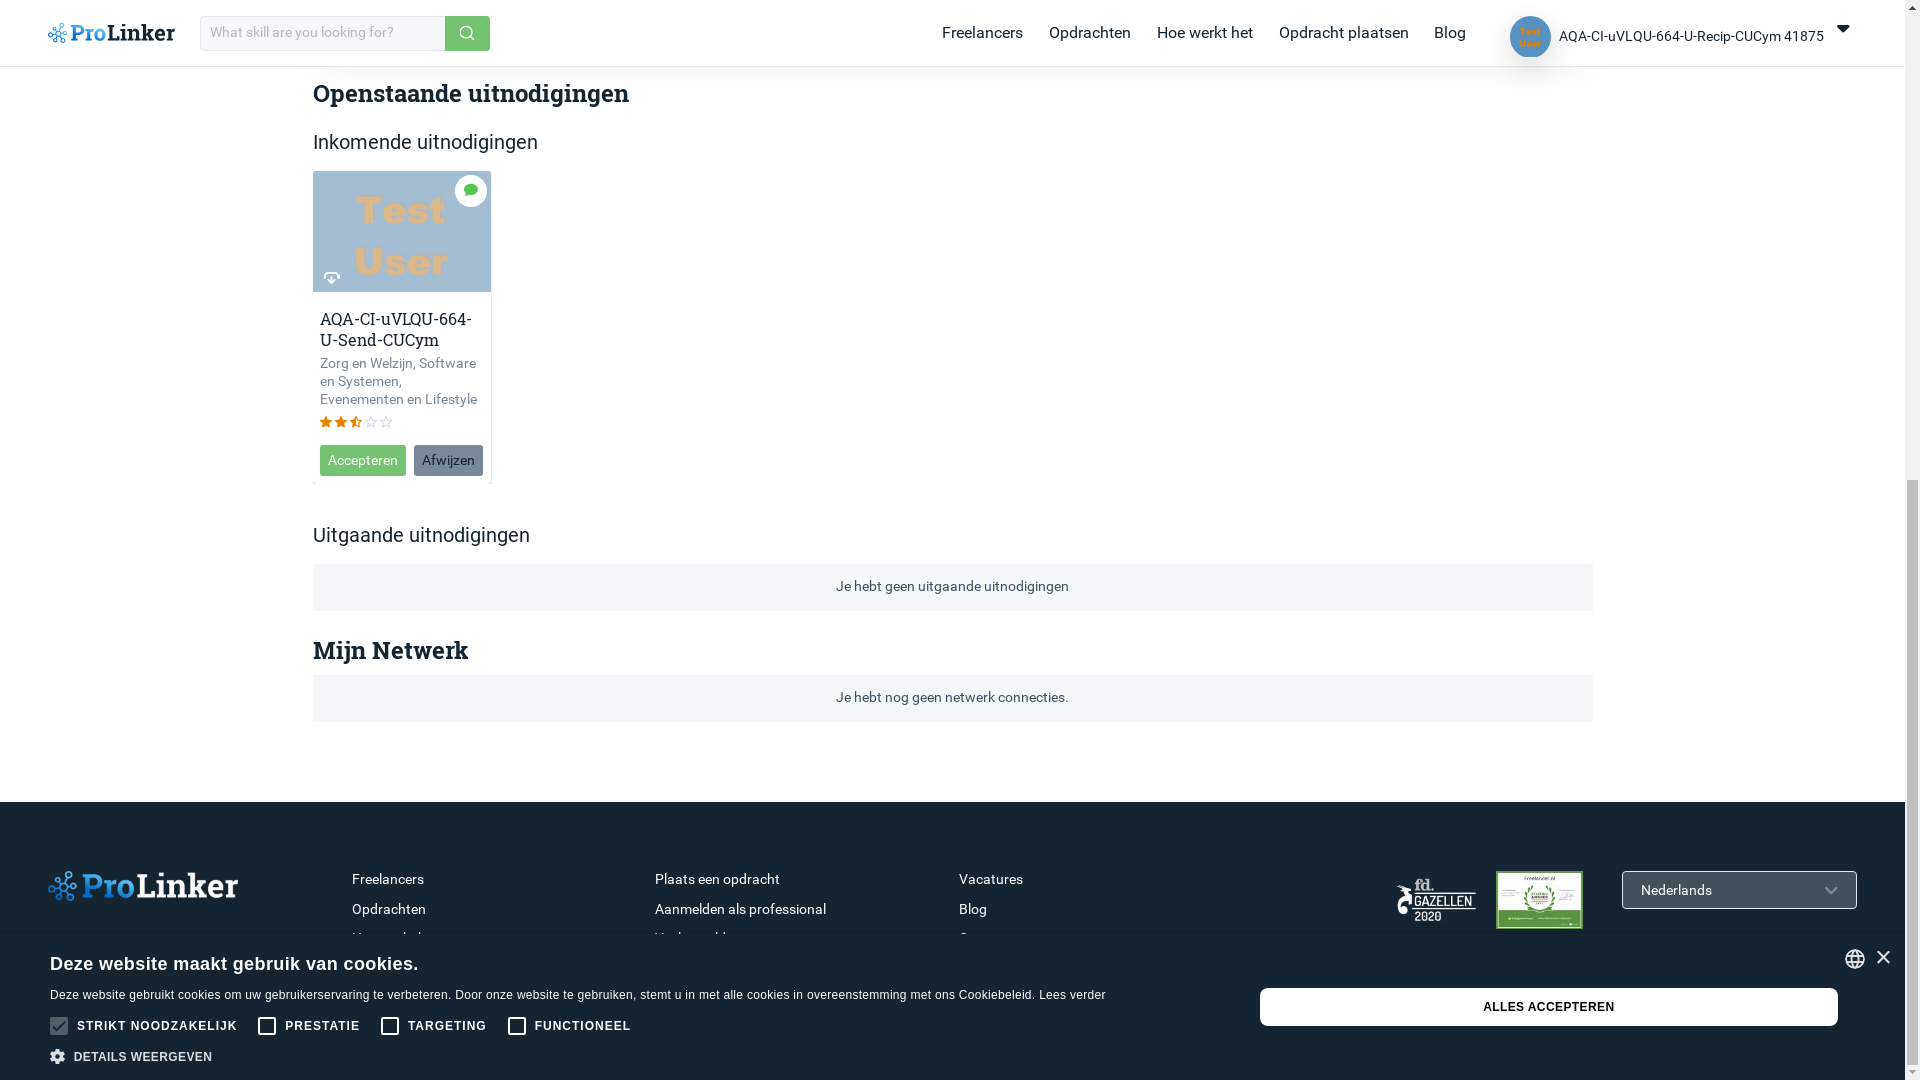 ProLinker
What skill are you looking for?
Freelancers
Opdrachten
Hoe werkt het
Opdracht plaatsen
Blog
Test
User
AQA-CI-uVLQU-664-U-Recip-CUCym 41875
Openstaande uitnodigingen
Inkomende uitnodigingen
Test
User
AQA-CI-uVLQU-664-
U-Send-CUCym
Zorg en Welzijn, Software
en Systemen,
Evenementen en Lifestyle
Accepteren
Afwijzen
Uitgaande uitnodigingen
Je hebt geen uitgaande uitnodigingen
Mijn Netwerk
Je hebt nog geen netwerk connecties.
ProLinker
Freelancers
Opdrachten
Plaats een opdracht
Aanmelden als professional
Vacatures
Blog
fd.
GAZELLEN
2020
Freelancer.nl
Nederlands
Deze website maakt gebruik van cookies.
Deze website gebruikt cookies om uw gebruikerservaring te verbeteren. Door onze website te gebruiken, stemt u in met alle cookies in overeenstemming met ons Cookiebeleid. Lees verder
STRIKT NOODZAKELIJK
PRESTATIE
TARGETING
FUNCTIONEEL
DETAILS WEERGEVEN
ALLES ACCEPTEREN